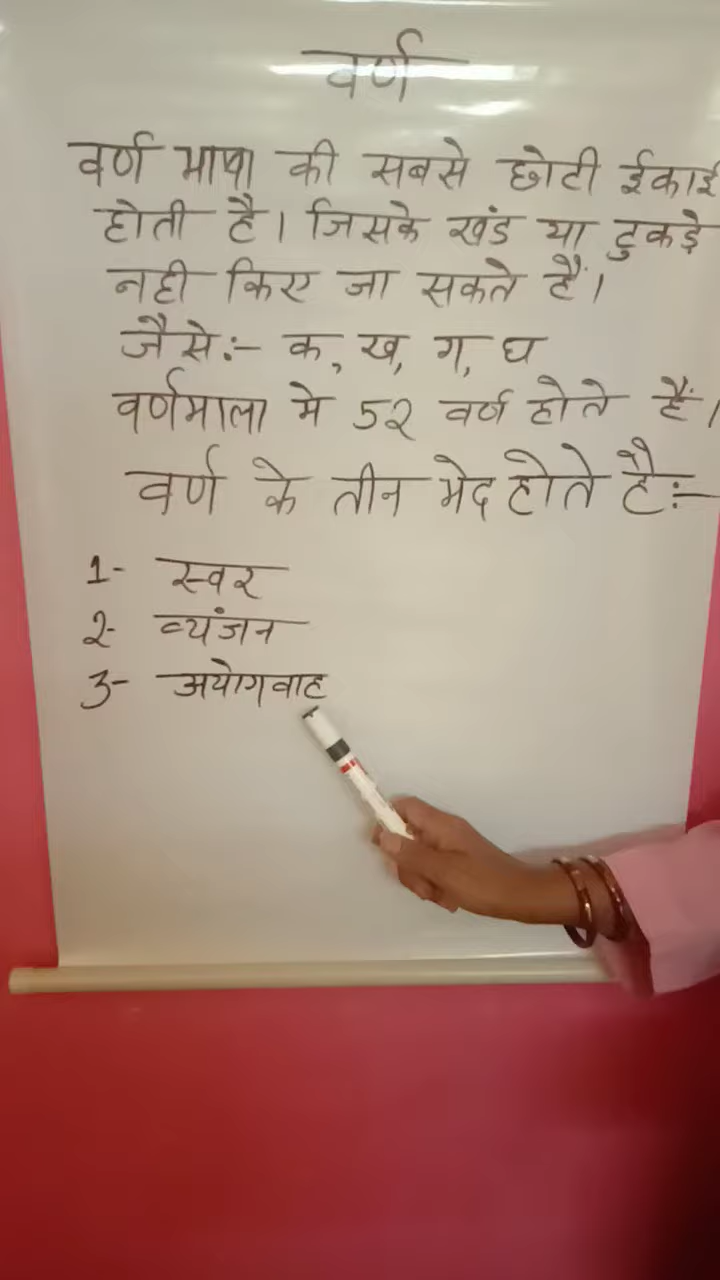 वर्ण
वर्ण भाषा की सबसे छोटी ईकाई
होती है। जिसके खंड या टुकड़े
नही किए जा सकते हैं।
जैसे:- क, ख, ग, घ
वर्णमाला मे 52 वर्ण होते हैं।
वर्ण के तीन भेद होते है:-
1- स्वर
2- व्यंजन
3- अयोगवाह